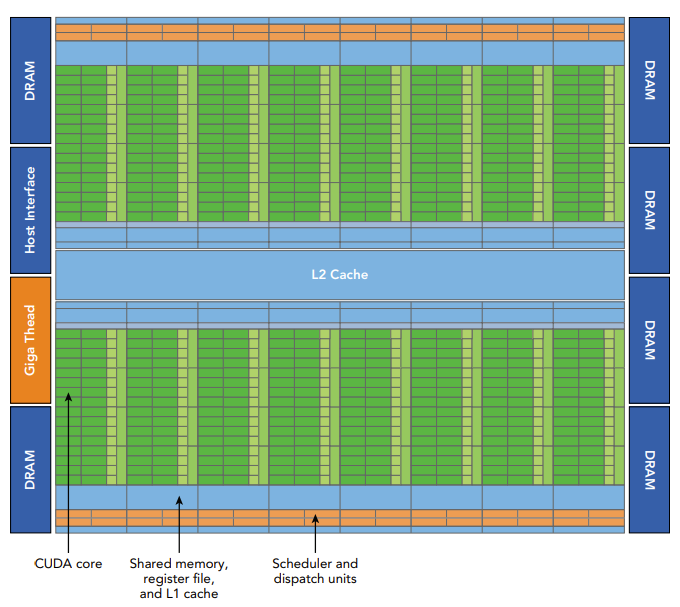 DRAM
Host Interface
Giga Thead
DRAM
L2 Cache
DRAM
DRAM
DRAM
DRAM
CUDA core
Shared memory,
register file,
and L1 cache
Scheduler and
dispatch units